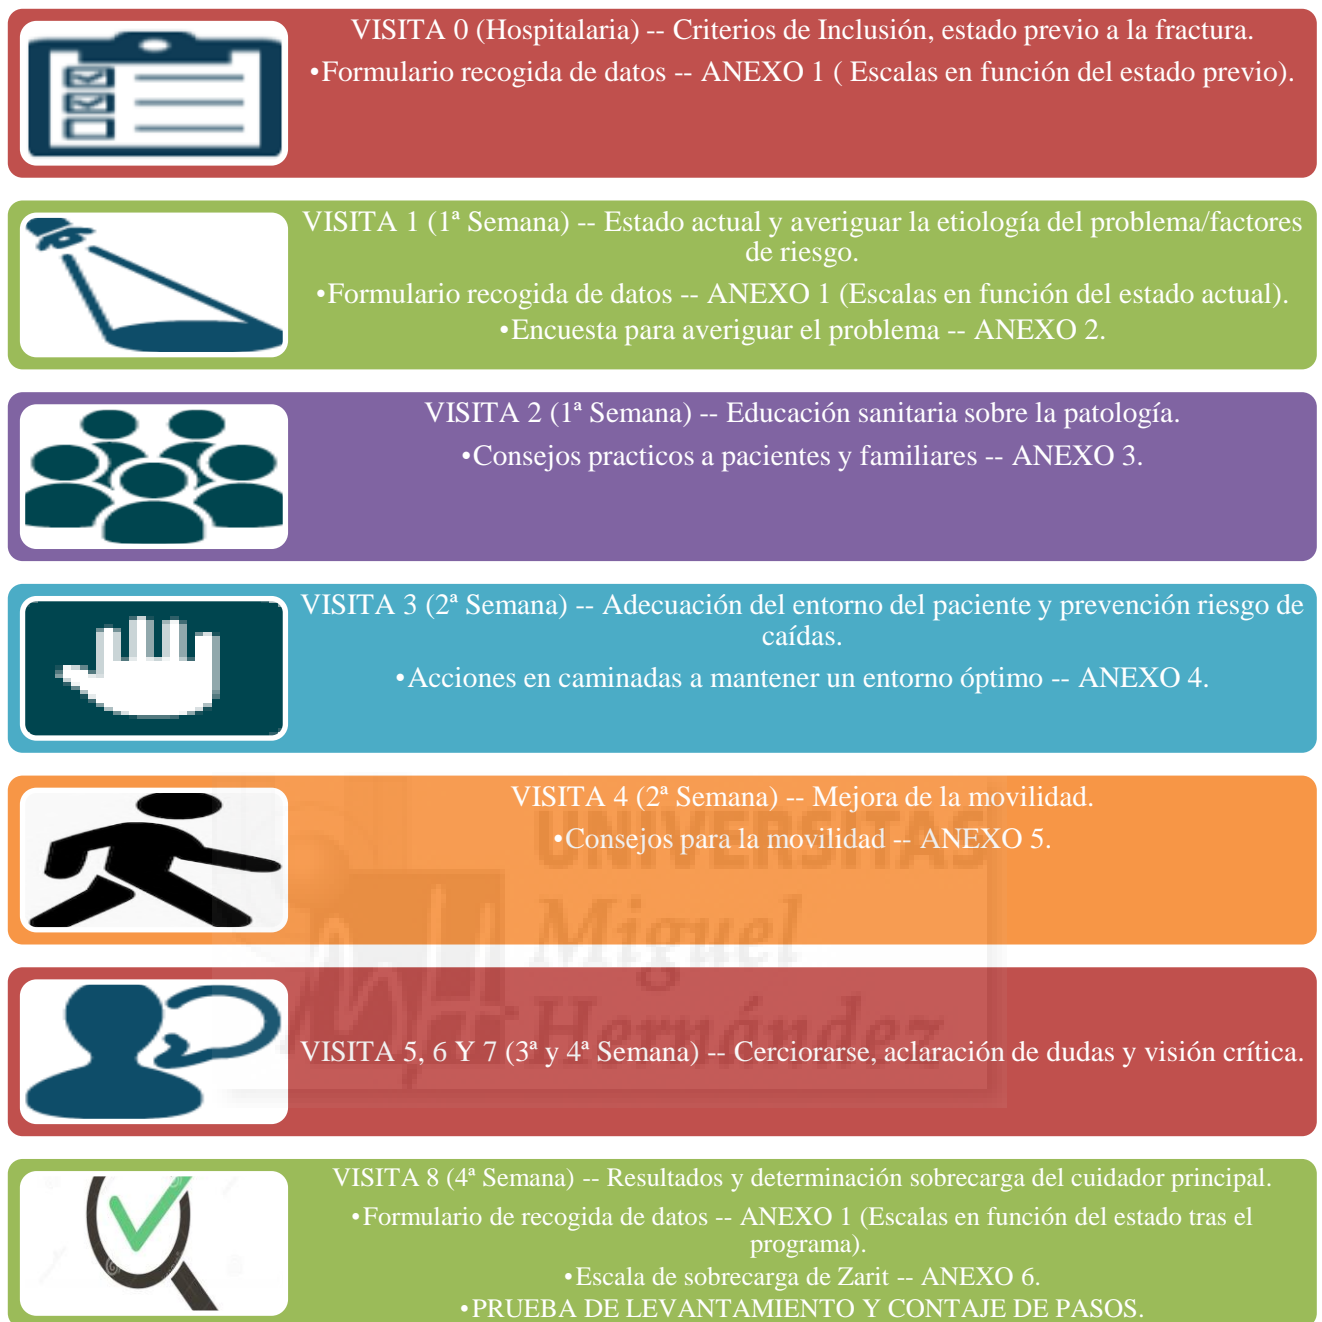 VISITA 0 (Hospitalaria) -- Criterios de Inclusión, estado previo a la fractura.
•Formulario recogida de datos -- ANEXO 1 ( Escalas en función del estado previo).
VISITA 1 (1ª Semana) -- Estado actual y averiguar la etiología del problema/factores
de riesgo.
•Formulario recogida de datos -- ANEXO 1 (Escalas en función del estado actual).
•Encuesta para averiguar el problema -- ANEXO 2.
VISITA 2 (1ª Semana) -- Educación sanitaria sobre la patología.
•Consejos practicos a pacientes y familiares -- ANEXO 3.
VISITA 3 (2ª Semana) -- Adecuación del entorno del paciente y prevención riesgo de
caídas.
•Acciones en caminadas a mantener un entorno óptimo -- ANEXO 4.
VISITA 4 (2ª Semana) -- Mejora de la movilidad.
•Consejos para la movilidad -- ANEXO 5.
UNIVERSITAS
Miguel
Hernández
VISITA 5, 6 Y 7 (3ª y 4ª Semana) -- Cerciorarse, aclaración de dudas y visión crítica.
VISITA 8 (4ª Semana) -- Resultados y determinación sobrecarga del cuidador principal.
•Formulario de recogida de datos -- ANEXO 1 (Escalas en función del estado tras el
programa).
•Escala de sobrecarga de Zarit -- ANEXO 6.
•PRUEBA DE LEVANTAMIENTO Y CONTAJE DE PASOS.